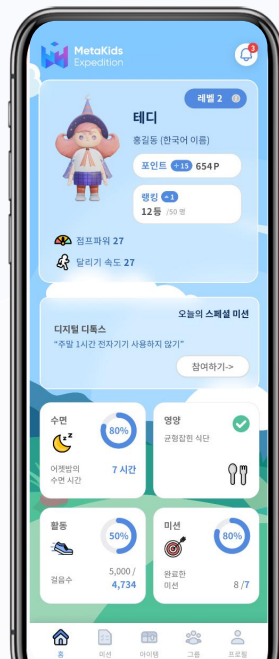 MetaKids
Expedition
3
레벨 2
테디
홍길동 (한국어 이름)
포인트 +15 654P
랭킹 1
12등 /50 명
점프파워 27
달리기 속도 27
오늘의 스페셜 미션
디지털 디톡스
“주말 1시간 전자기기 사용하지 않기”
참여하기->
수면
80%
어젯밤의
수면 시간
7 시간
영양
균형잡힌 식단
활동
50%
걸음수
5,000 /
4,734
미션
80%
완료한
미션
8 /7
홈
미션
아이템
그룹
프로필